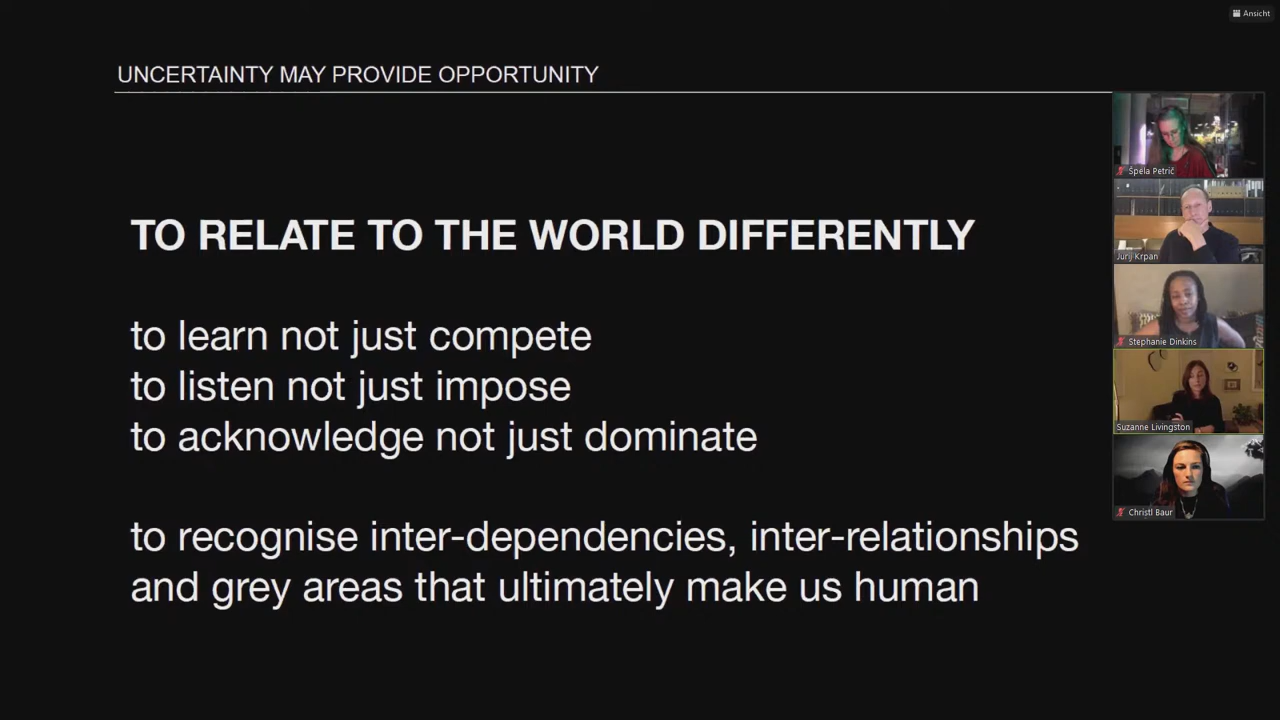 Ansicht
UNCERTAINTY MAY PROVIDE OPPORTUNITY
TO RELATE TO THE WORLD DIFFERENTLY
to learn not just compete
to listen not just impose
to acknowledge not just dominate
to recognise inter-dependencies, inter-relationships
and grey areas that ultimately make us human
Špela Petrič
Jurij Krpan
Stephanie Dinkins
Suzanne Livingston
Christl Baur